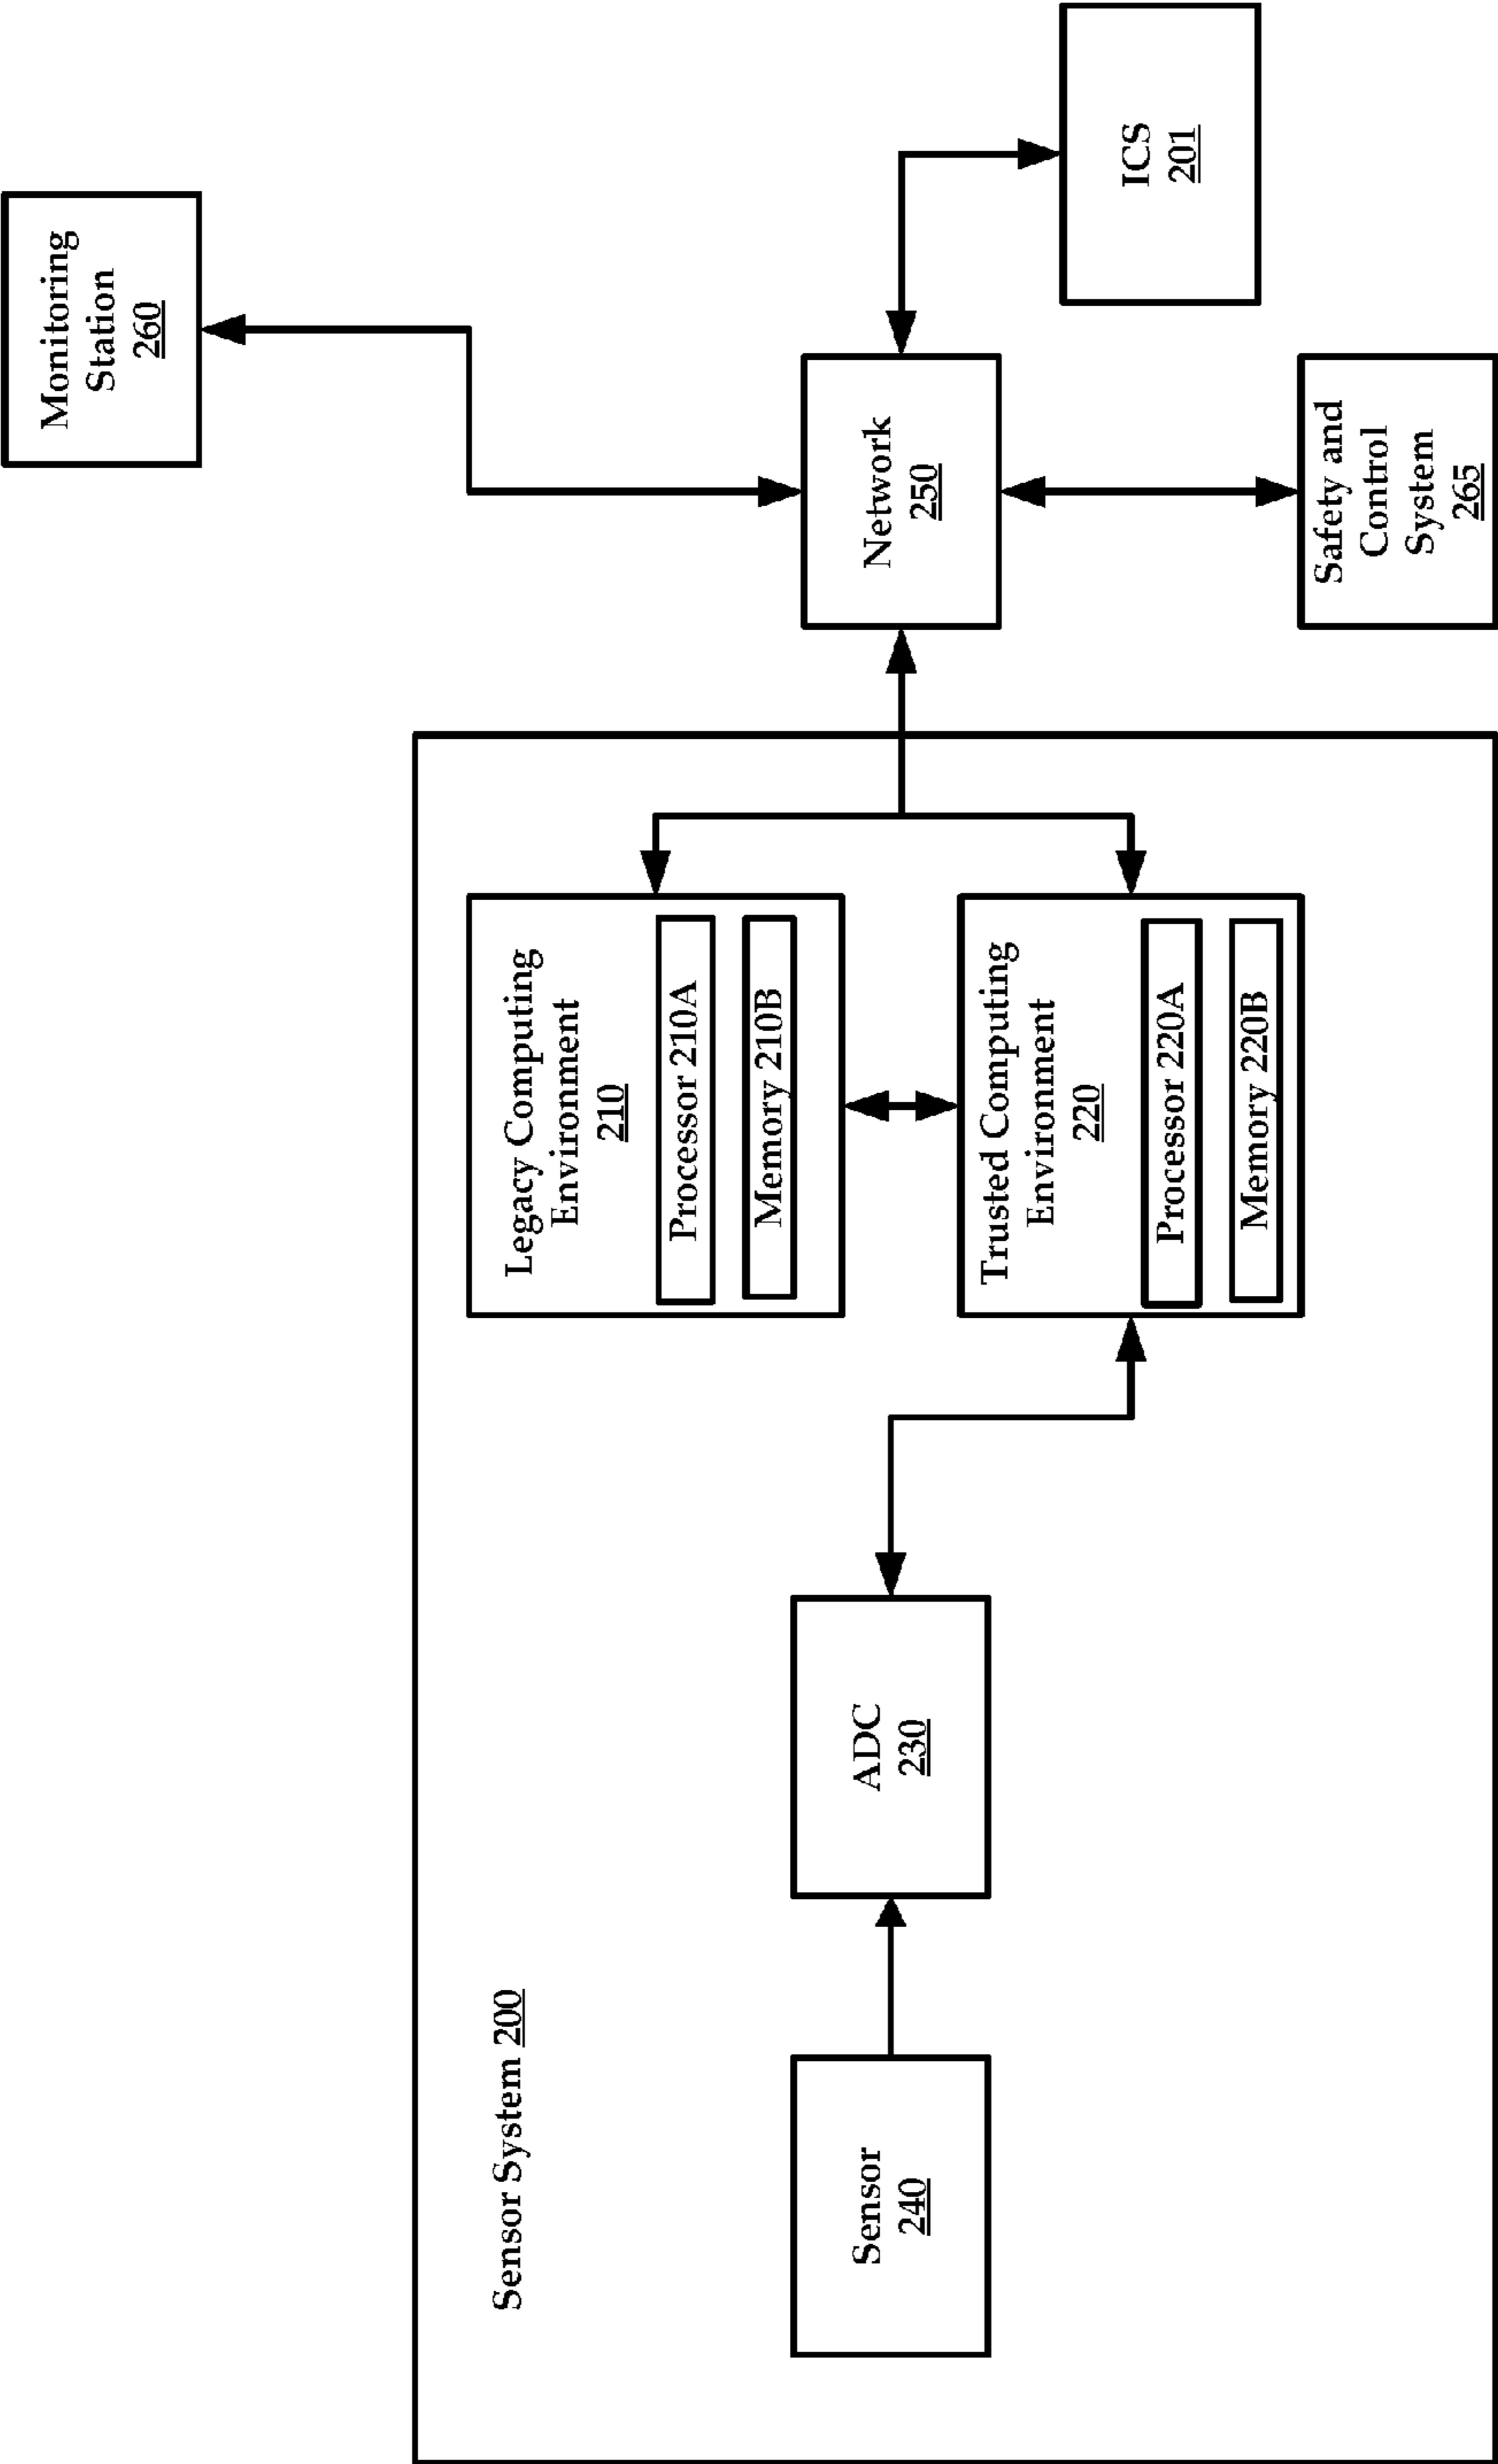 Monitoring
Station
260
Sensor System 200
Legacy Computing
Environment
210
Processor 210A
Memory 210B
Sensor
240
ADC
230
Trusted Computing
Environment
220
Processor 220A
Memory 220B
Network
250
ICS
201
Safety and
Control
System
265